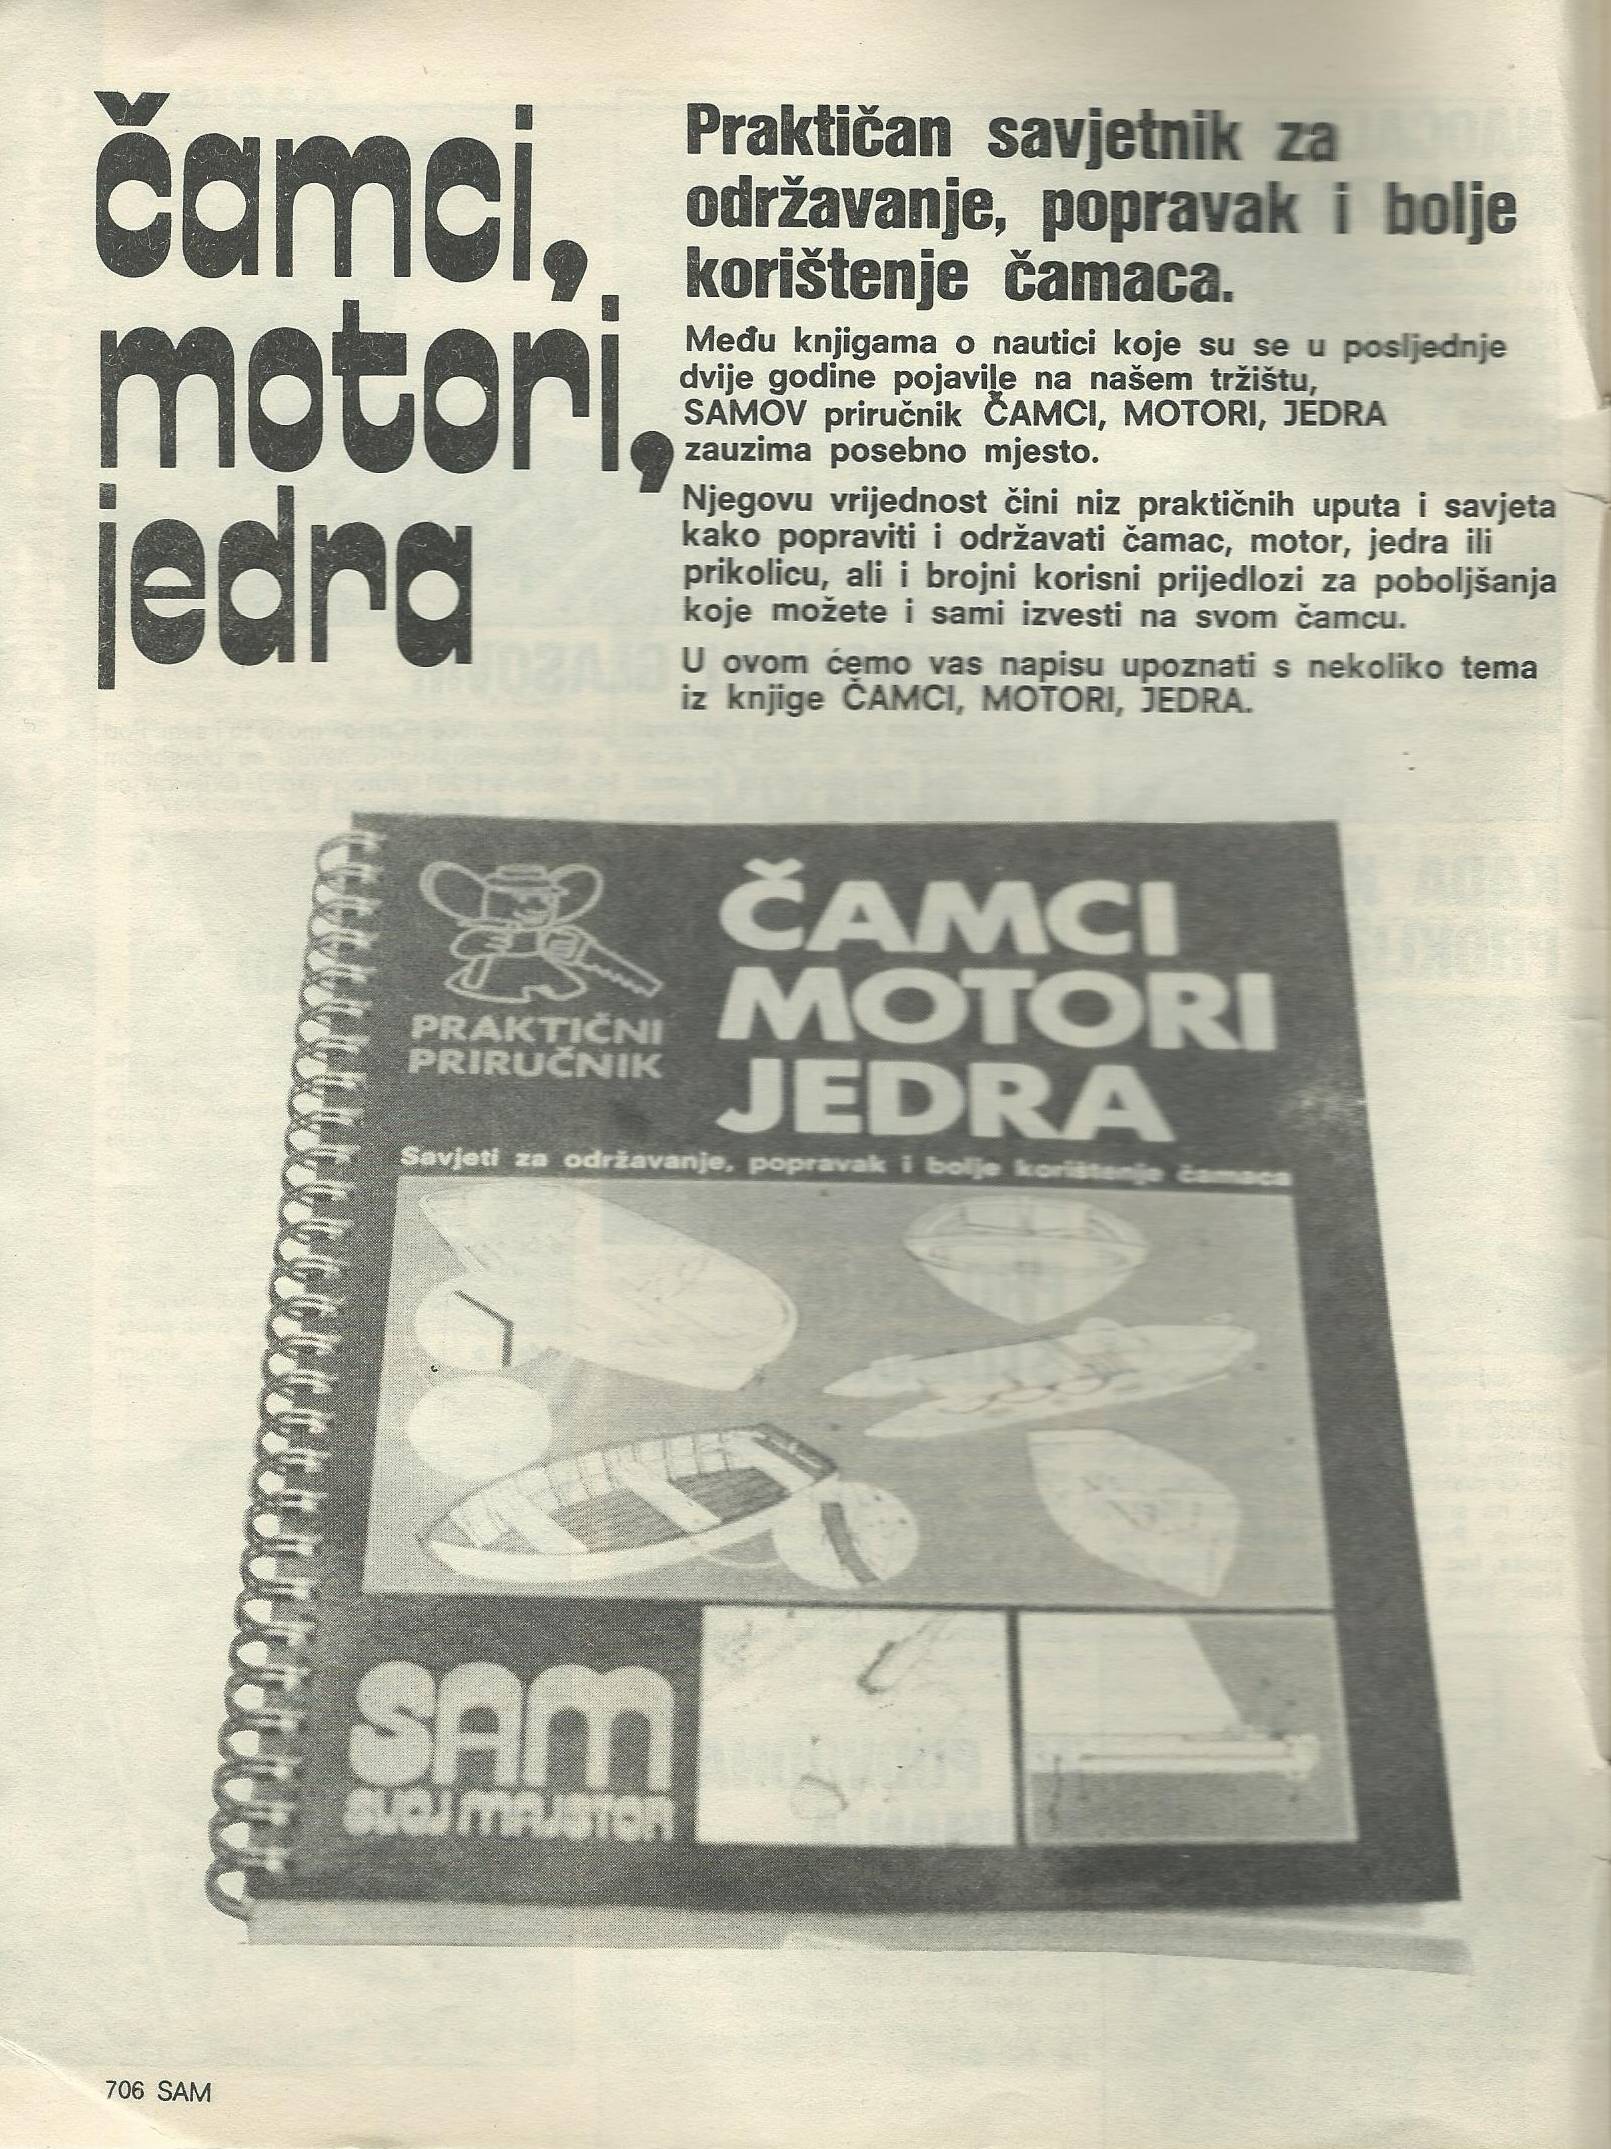 čamci,
motori,
jedra
Praktičan savjetnik za
održavanje, popravak i bolje
korištenje čamaca.
Među knjigama o nautici koje su se u posljednje
dvije godine pojavile na našem tržištu,
SAMOV priručnik ČAMCI, MOTORI, JEDRA
zauzima posebno mjesto.
Njegovu vrijednost čini niz praktičnih uputa i savjeta
kako popraviti i održavati čamac, motor, jedra ili
prikolicu, ali i brojni korisni prijedlozi za poboljšanja
koje možete i sami izvesti na svom čamcu.
U ovom ćemo vas napisu upoznati s nekoliko tema
iz knjige ČAMCI, MOTORI, JEDRA.
PRAKTIČNI
PRIRUČNIK
ČAMCI
MOTORI
JEDRA
Savjeti za održavanje, popravak i bolje korištenje čamaca
SAM
SVOJ MAJSTOR
706 SAM